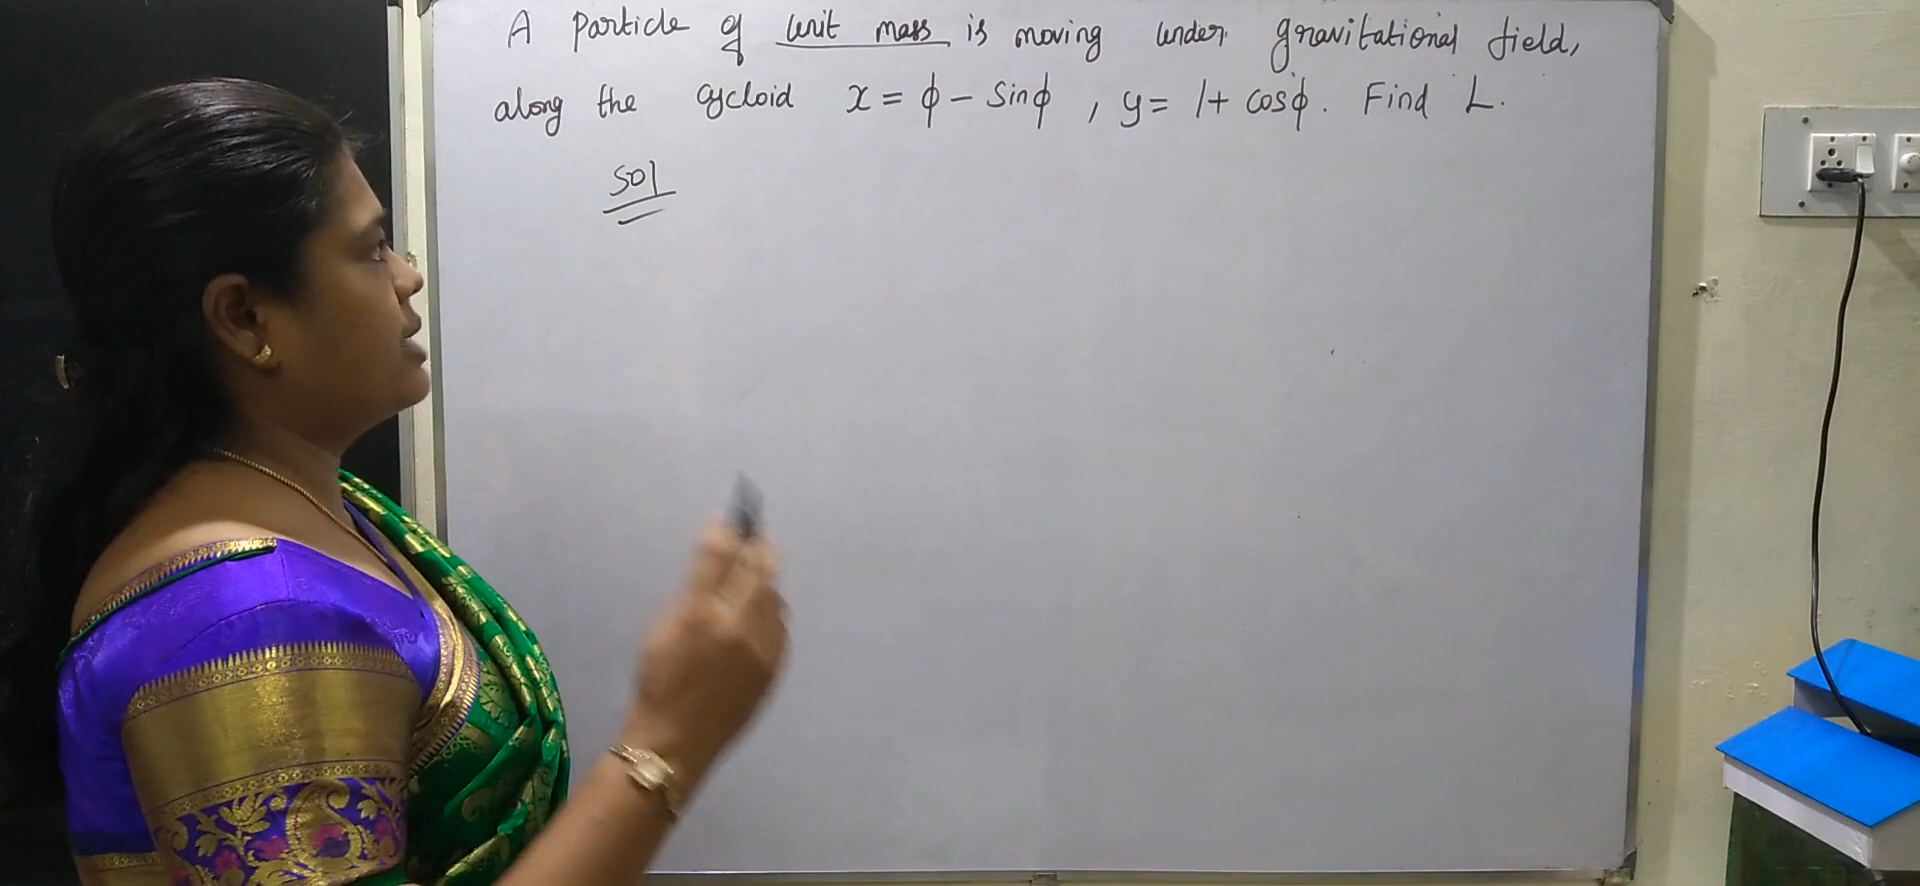 A particle of unit mass is moving under gravitational field,
along the cycloid x = ϕ - sinϕ , y = 1 + cosϕ. Find L.
Sol